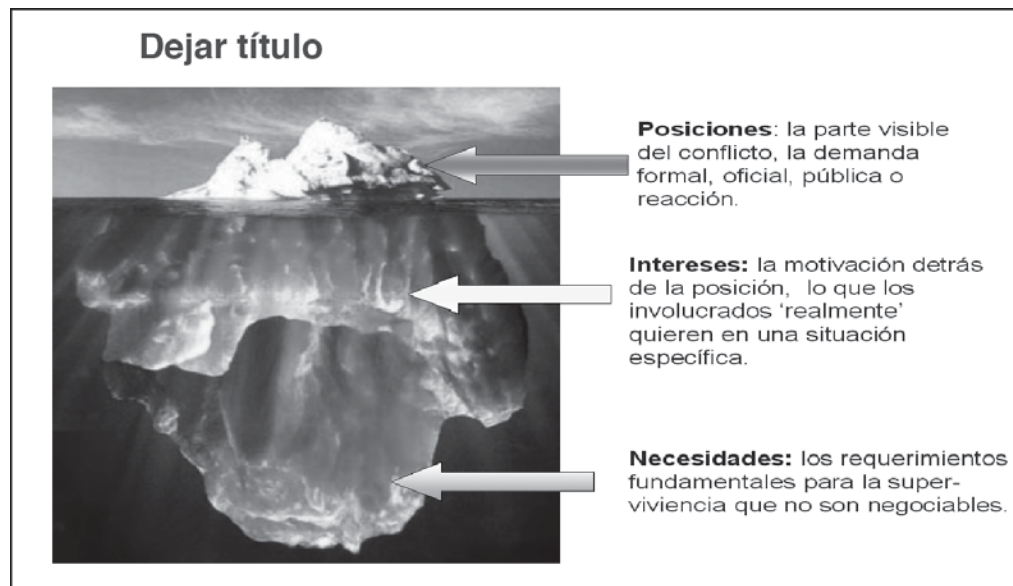 Dejar título
Posiciones: la parte visible
del conflicto, la demanda
formal, oficial, pública o
reacción.
Intereses: la motivación detrás
de la posición, lo que los
involucrados ‘realmente’
quieren en una situación
específica.
Necesidades: los requerimientos
fundamentales para la super-
viviencia que no son negociables.